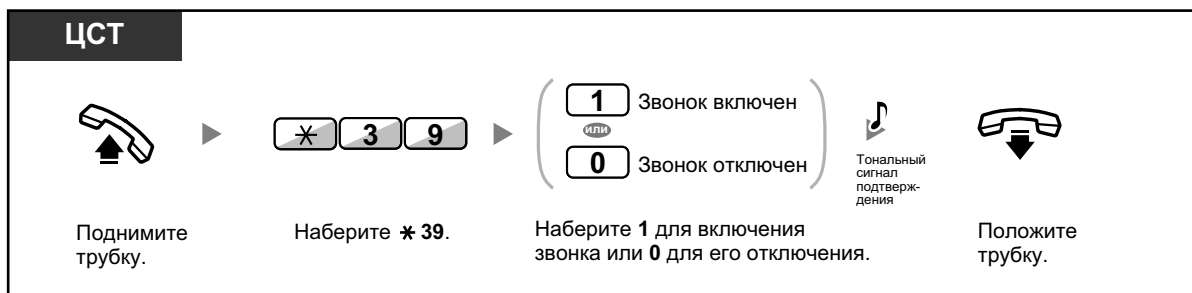 ЦСТ
1 Звонок включен
или
0 Звонок отключен
* 3 9
Тональный
сигнал
подтверж-
дения
Поднимите
трубку.
Наберите * 39.
Наберите 1 для включения
звонка или 0 для его отключения.
Положите
трубку.